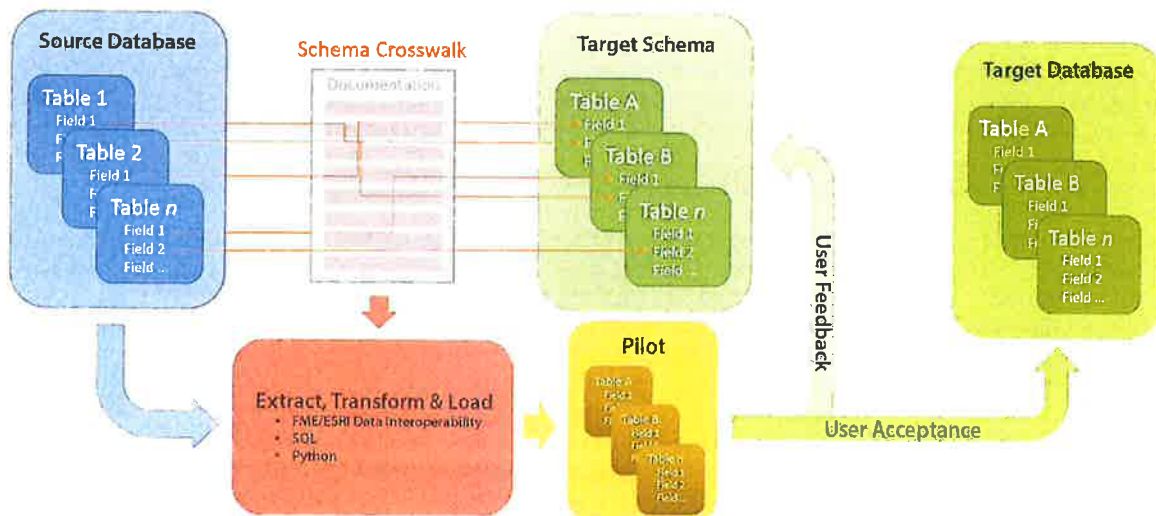 Source Database
Table 1
Field 1
Table 2
Field 1
Table n
Field 1
Field 2
Field ...
Schema Crosswalk
Documentation
Target Schema
Table A
Field 1
Table B
Field 1
Table n
Field 1
Field 2
Field ...
Target Database
Table A
Field 1
Table B
Field 1
Table n
Field 1
Field 2
Field ...
Extract, Transform & Load
• FME/ESRI Data Interoperability
• SQL
• Python
Pilot
Table A
Field 1
Table B
Field 1
Table n
Field 1
Field 2
Field ...
User Feedback
User Acceptance